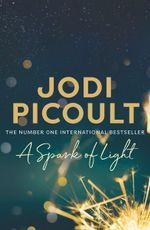 JODI
PICOULT
THE NUMBER ONE INTERNATIONAL BESTSELLER
A Spark of Light